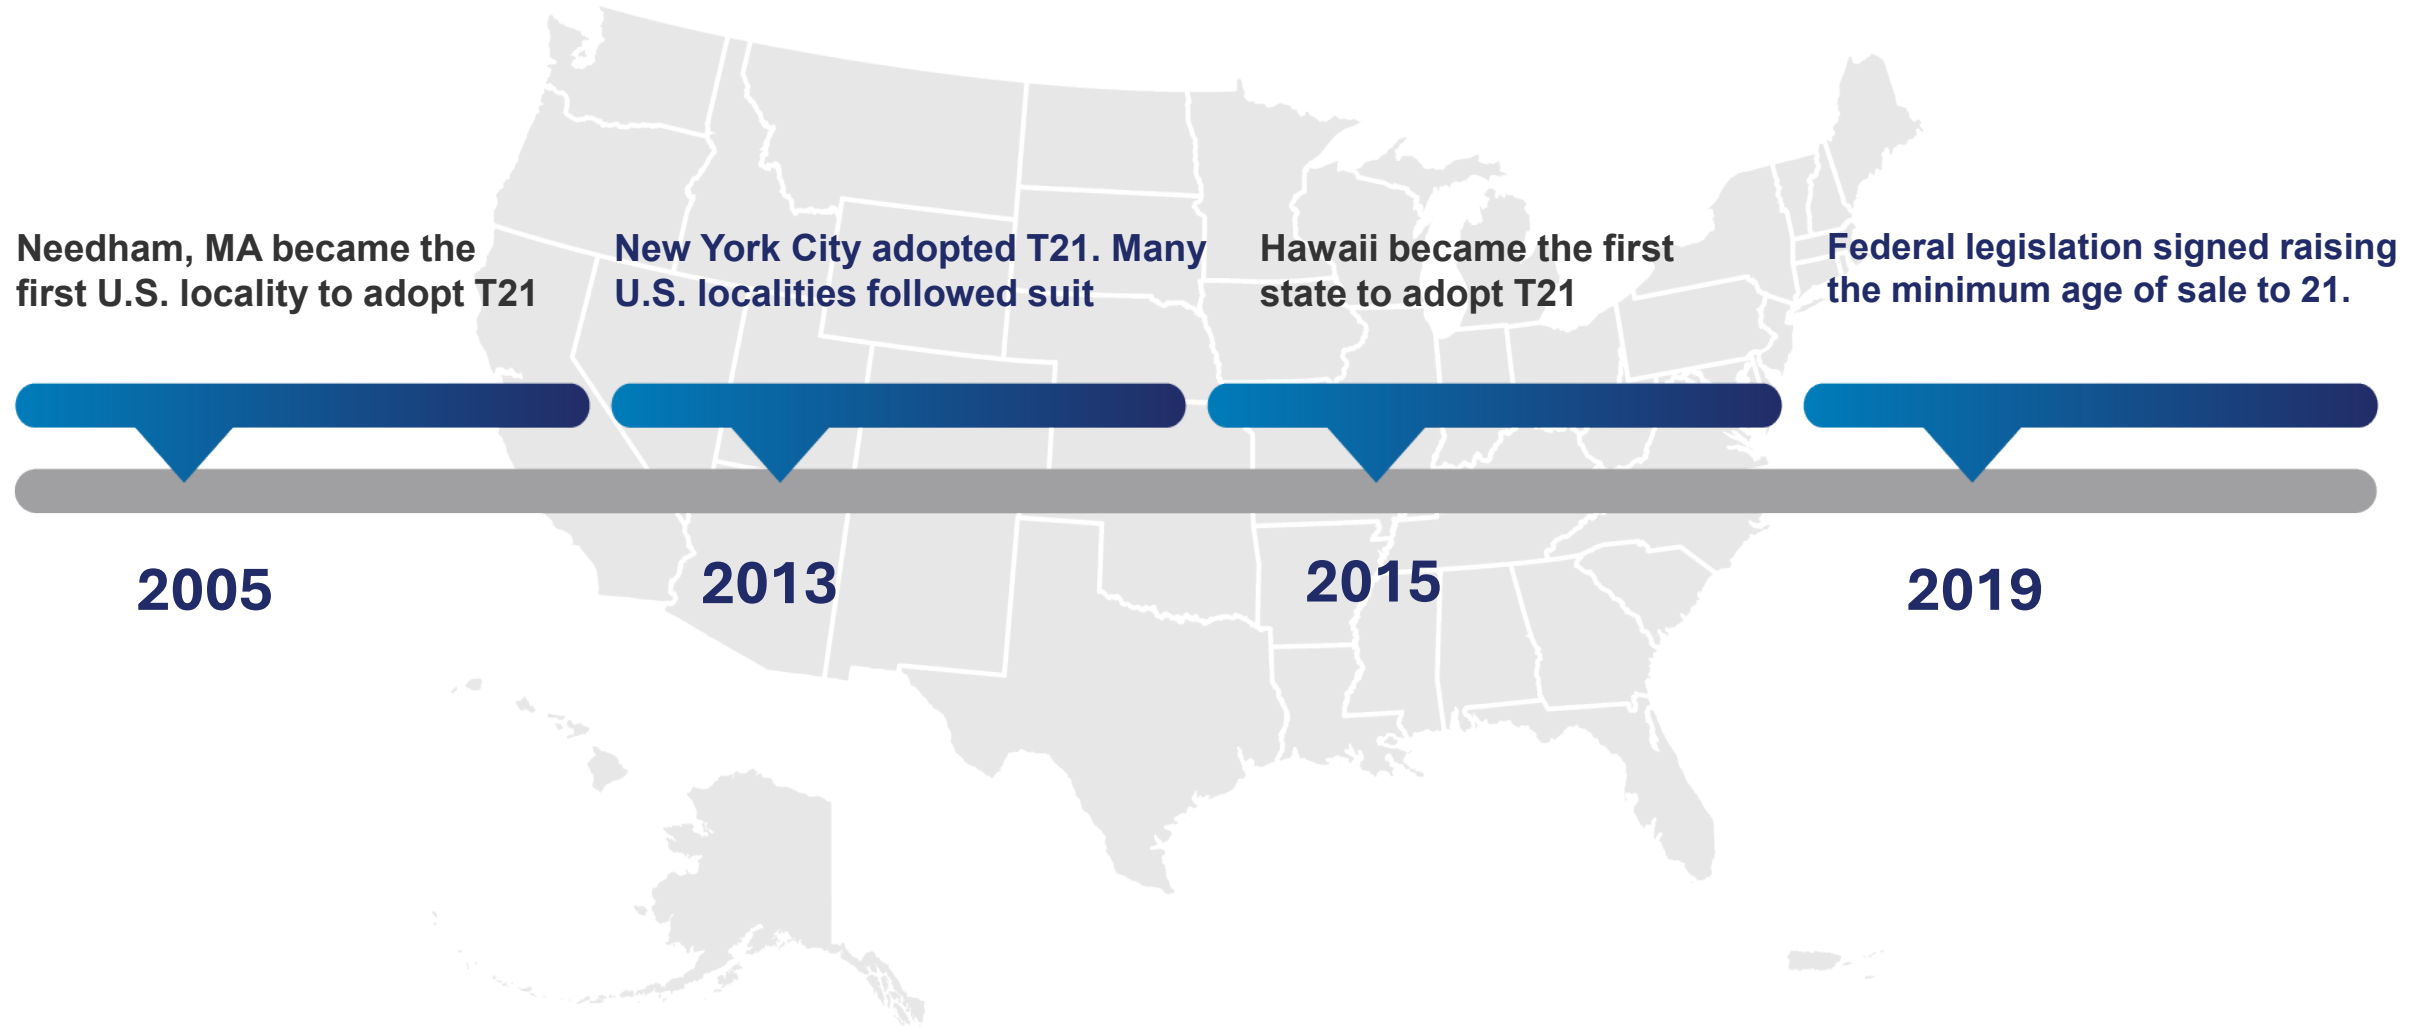 Needham, MA became the
first U.S. locality to adopt T21
New York City adopted T21. Many
U.S. localities followed suit
Hawaii became the first
state to adopt T21
Federal legislation signed raising
the minimum age of sale to 21.
2005
2013
2015
2019